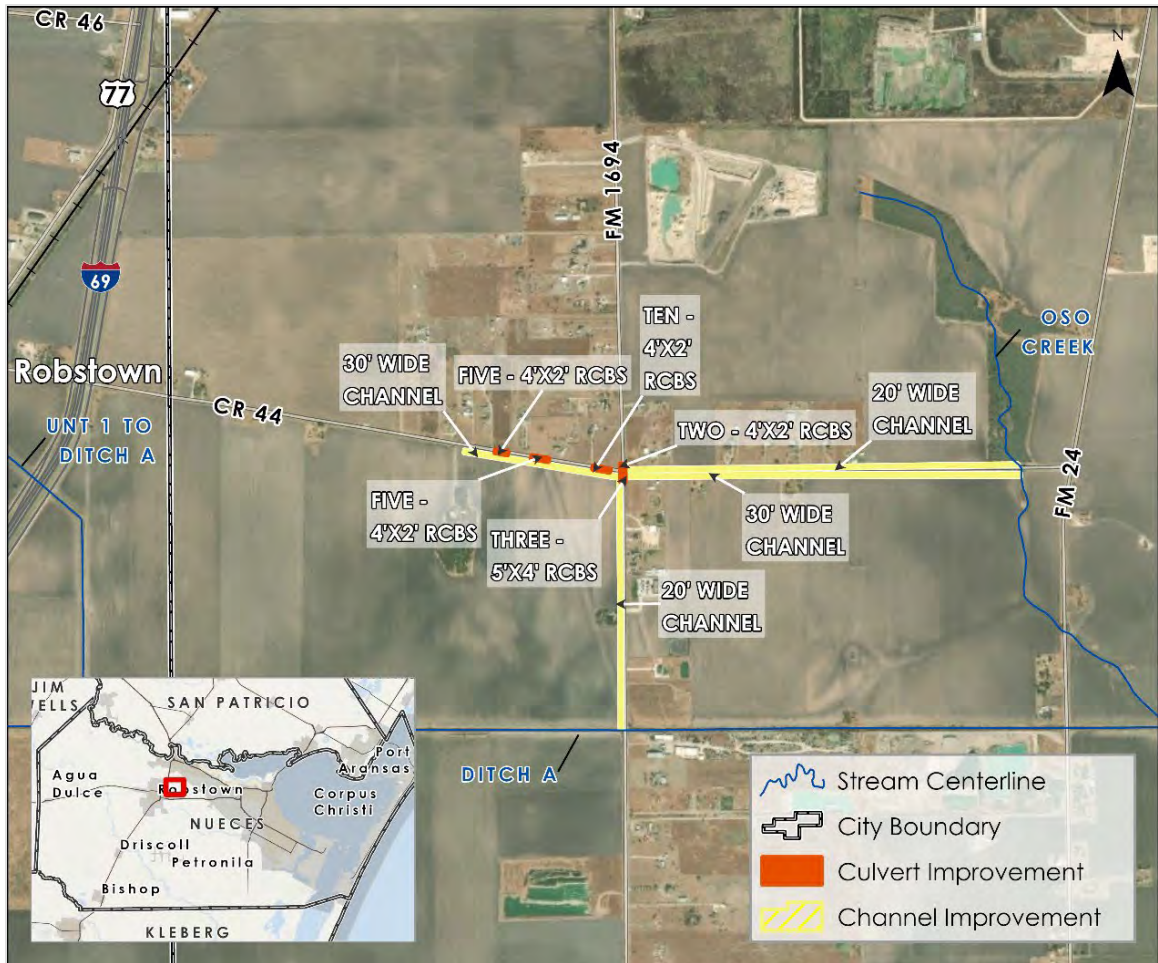 CR 46
N
77
FM 1694
69
TEN -
4'X2'
RCBS
OSO
CREEK
30' WIDE
CHANNEL
FIVE - 4'X2' RCBS
20' WIDE
CHANNEL
Robstown
CR 44
TWO - 4'X2' RCBS
UNT 1 TO
DITCH A
FM 24
FIVE -
4'X2' RCBS
THREE -
5'X4' RCBS
30' WIDE
CHANNEL
20' WIDE
CHANNEL
DITCH A
JIM
WELLS
SAN PATRICIO
Port
Aransas
Agua
Dulce
Robstown
Corpus
Christi
NUECES
Driscoll
Petronila
Bishop
KLEBERG
Stream Centerline
City Boundary
Culvert Improvement
Channel Improvement